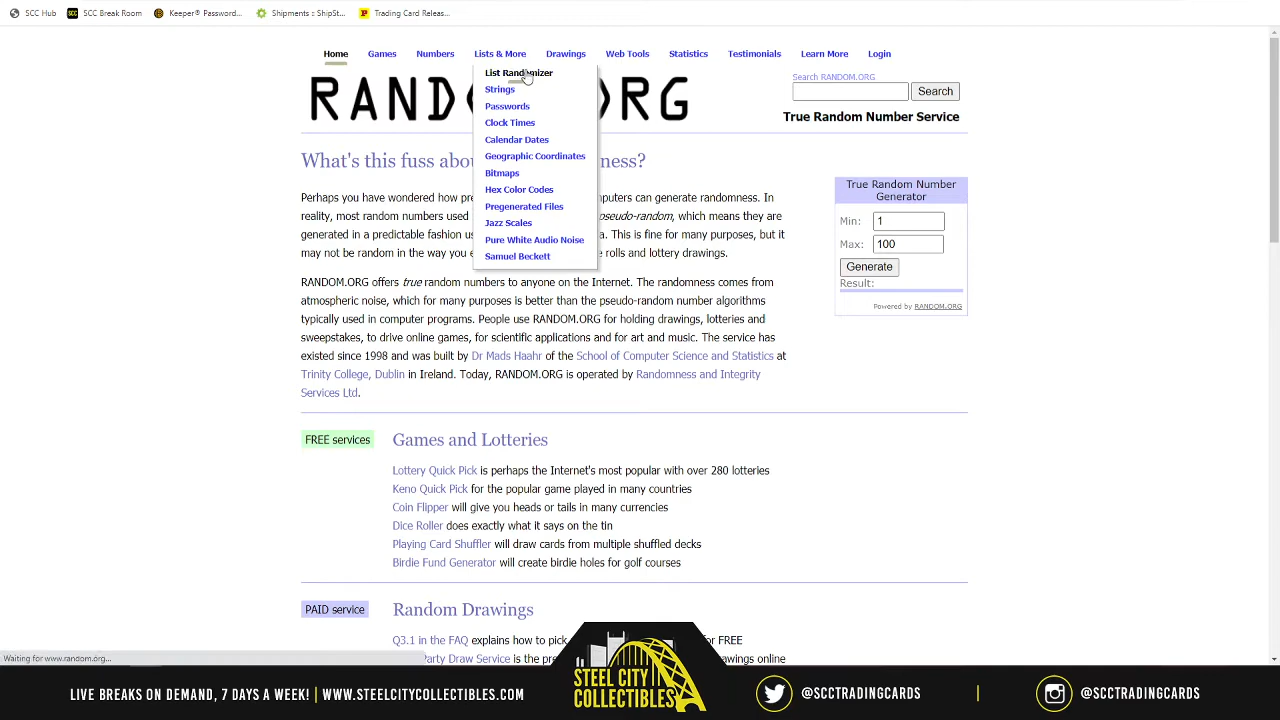 SCC Hub SCC Break Room Keeper® Password... Shipments :: ShipSt... Trading Card Releas...
Home Games Numbers Lists & More Drawings Web Tools Statistics Testimonials Learn More Login
List Randomizer
Strings
Passwords
Clock Times
Calendar Dates
Geographic Coordinates
Bitmaps
Hex Color Codes
Pregenerated Files
Jazz Scales
Pure White Audio Noise
Samuel Beckett
RAND .ORG
Search RANDOM.ORG
Search
True Random Number Service
What's this fuss abou ness?
Perhaps you have wondered how pre puters can generate randomness. In
reality, most random numbers used pseudo-random, which means they are
generated in a predictable fashion us a. This is fine for many purposes, but it
may not be random in the way you e rolls and lottery drawings.
RANDOM.ORG offers true random numbers to anyone on the Internet. The randomness comes from
atmospheric noise, which for many purposes is better than the pseudo-random number algorithms
typically used in computer programs. People use RANDOM.ORG for holding drawings, lotteries and
sweepstakes, to drive online games, for scientific applications and for art and music. The service has
existed since 1998 and was built by Dr Mads Haahr of the School of Computer Science and Statistics at
Trinity College, Dublin in Ireland. Today, RANDOM.ORG is operated by Randomness and Integrity
Services Ltd.
True Random Number
Generator
Min: 1
Max: 100
Generate
Result:
Powered by RANDOM.ORG
FREE services
Games and Lotteries
Lottery Quick Pick is perhaps the Internet's most popular with over 280 lotteries
Keno Quick Pick for the popular game played in many countries
Coin Flipper will give you heads or tails in many currencies
Dice Roller does exactly what it says on the tin
Playing Card Shuffler will draw cards from multiple shuffled decks
Birdie Fund Generator will create birdie holes for golf courses
PAID service
Random Drawings
Q3.1 in the FAQ explains how to pick for FREE
Party Draw Service is the pre awings online
Waiting for www.random.org...
LIVE BREAKS ON DEMAND, 7 DAYS A WEEK! | WWW.STEELCITYCOLLECTIBLES.COM
STEEL CITY
COLLECTIBLES
@SCCTRADINGCARDS | @SCCTRADINGCARDS